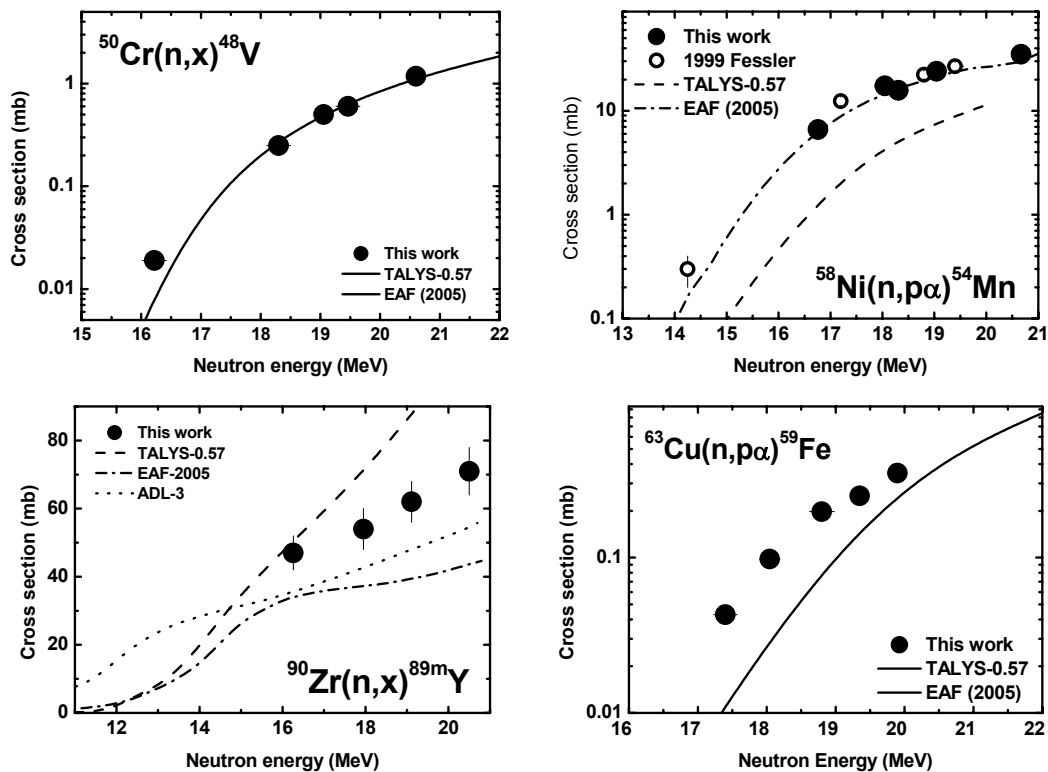 ⁵⁰Cr(n,x)⁴⁸V
Cross section (mb)
1
0.1
0.01
This work
TALYS-0.57
EAF (2005)
15 16 17 18 19 20 21 22
Neutron energy (MeV)
This work
1999 Fessler
TALYS-0.57
EAF (2005)
Cross section (mb)
10
1
0.1
⁵⁸Ni(n,pα)⁵⁴Mn
13 14 15 16 17 18 19 20 21
Neutron energy (MeV)
This work
TALYS-0.57
EAF-2005
ADL-3
Cross section (mb)
80
60
40
20
0
⁹⁰Zr(n,x)⁸⁹ᵐY
12 14 16 18 20
Neutron energy (MeV)
⁶³Cu(n,pα)⁵⁹Fe
Cross section (mb)
0.1
0.01
This work
TALYS-0.57
EAF (2005)
16 17 18 19 20 21 22
Neutron Energy (MeV)